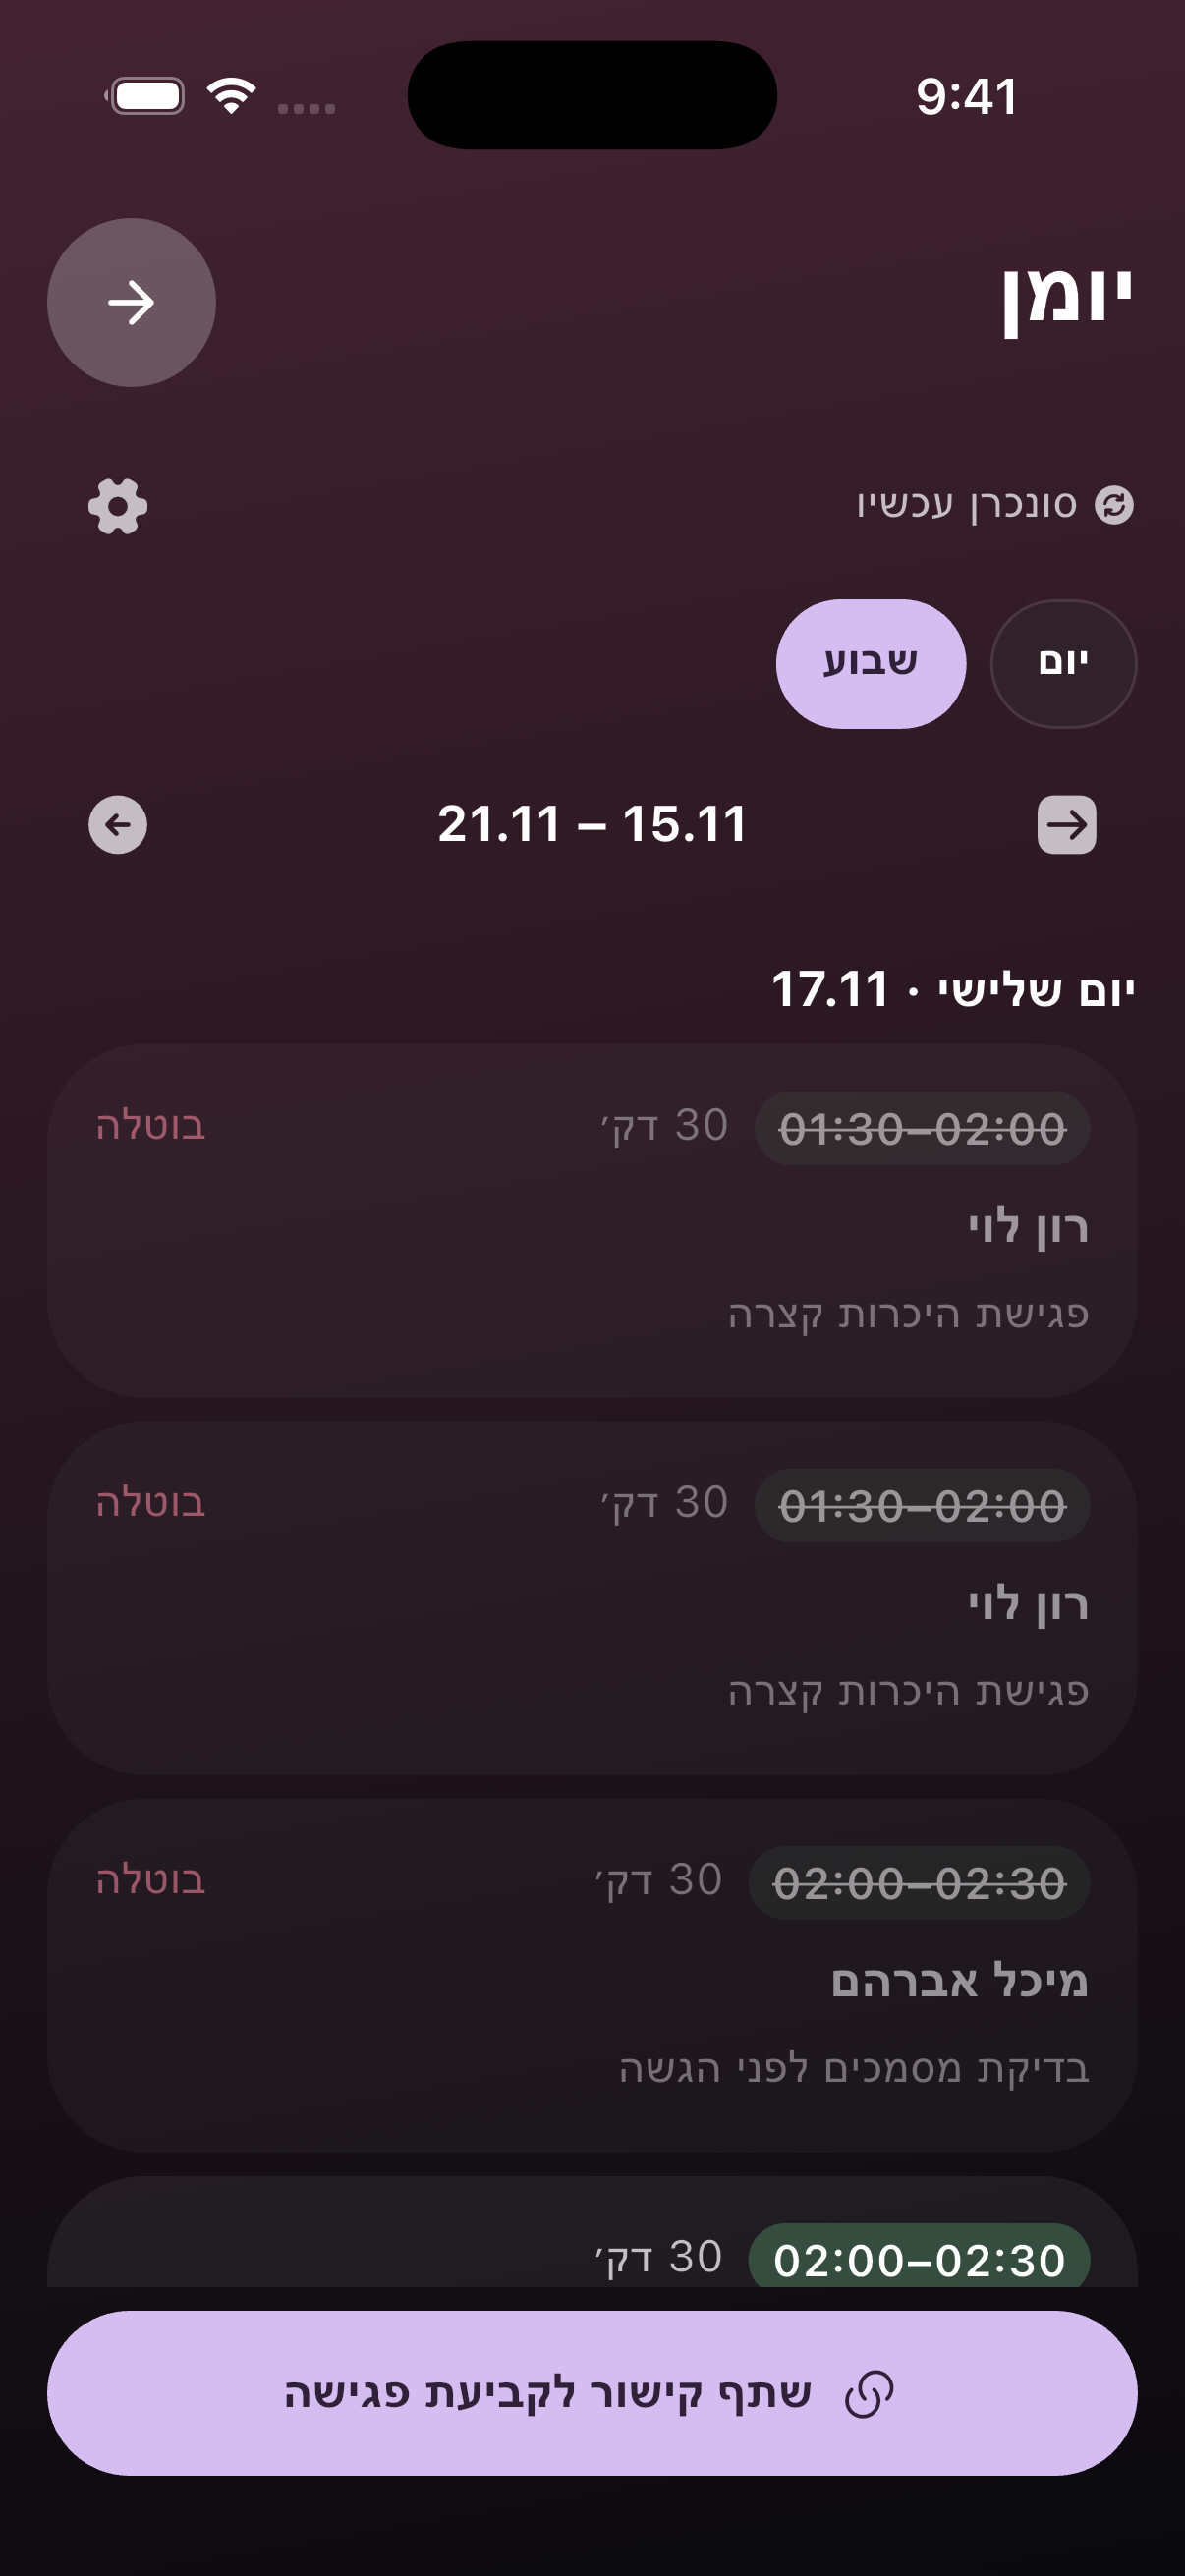 9:41
יומן
סונכרן עכשיו
יום
שבוע
15.11 – 21.11
יום שלישי · 17.11
01:30–02:00 30 דק׳ בוטלה
רון לוי
פגישת היכרות קצרה
01:30–02:00 30 דק׳ בוטלה
רון לוי
פגישת היכרות קצרה
02:00–02:30 30 דק׳ בוטלה
מיכל אברהם
בדיקת מסמכים לפני הגשה
02:00–02:30 30 דק׳
שתף קישור לקביעת פגישה